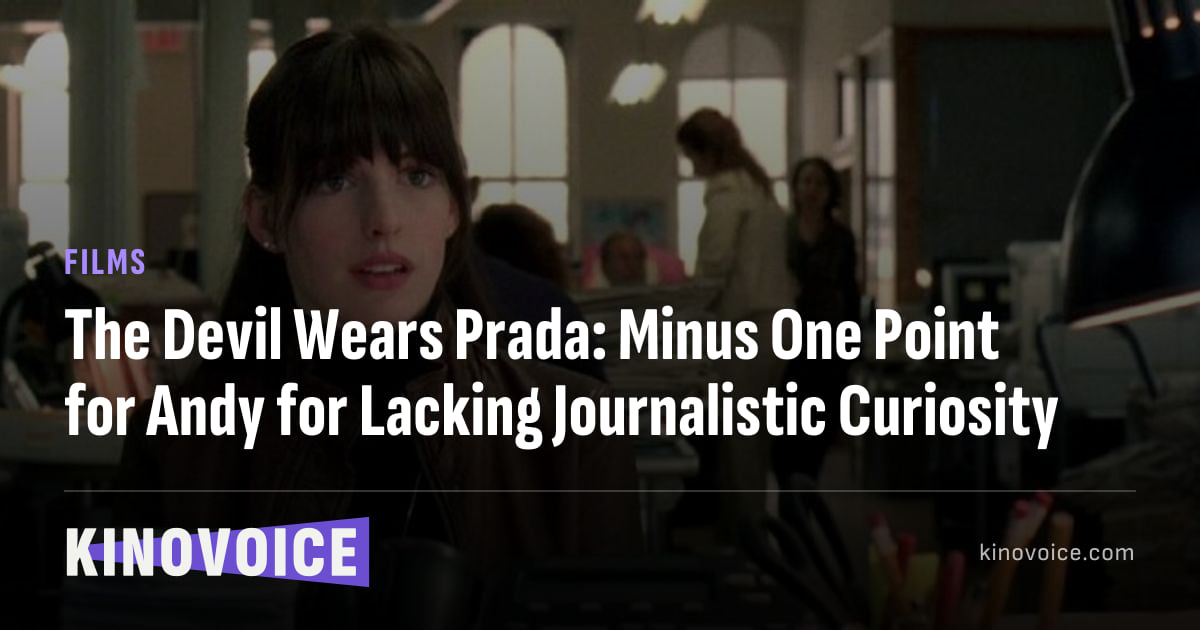 FILMS
The Devil Wears Prada: Minus One Point
for Andy for Lacking Journalistic Curiosity
KINOVOICE
kinovoice.com